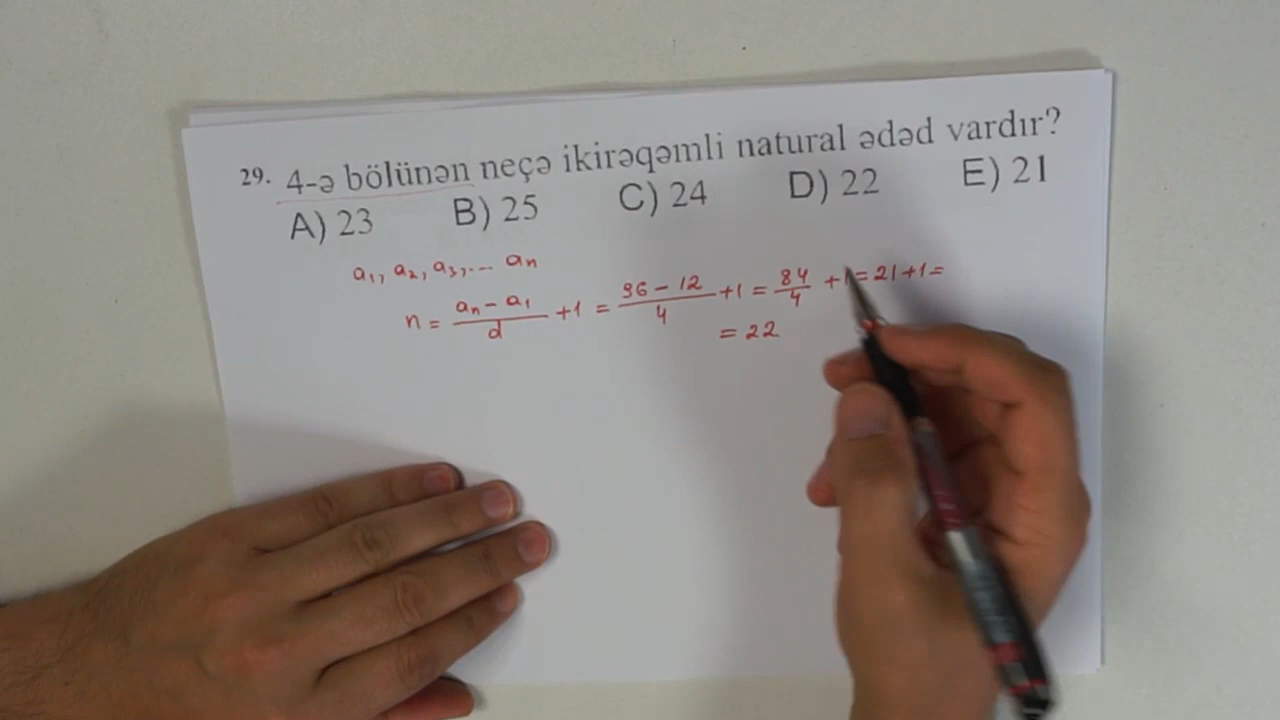 29. 4-ə bölünən neçə ikirəqəmli natural ədəd vardır?
A) 23 B) 25 C) 24 D) 22 E) 21
a₁, a₂, a₃,... aₙ
n = (aₙ - a₁)/d + 1 = (96 - 12)/4 + 1 = 84/4 + 1 = 21 + 1 =
= 22